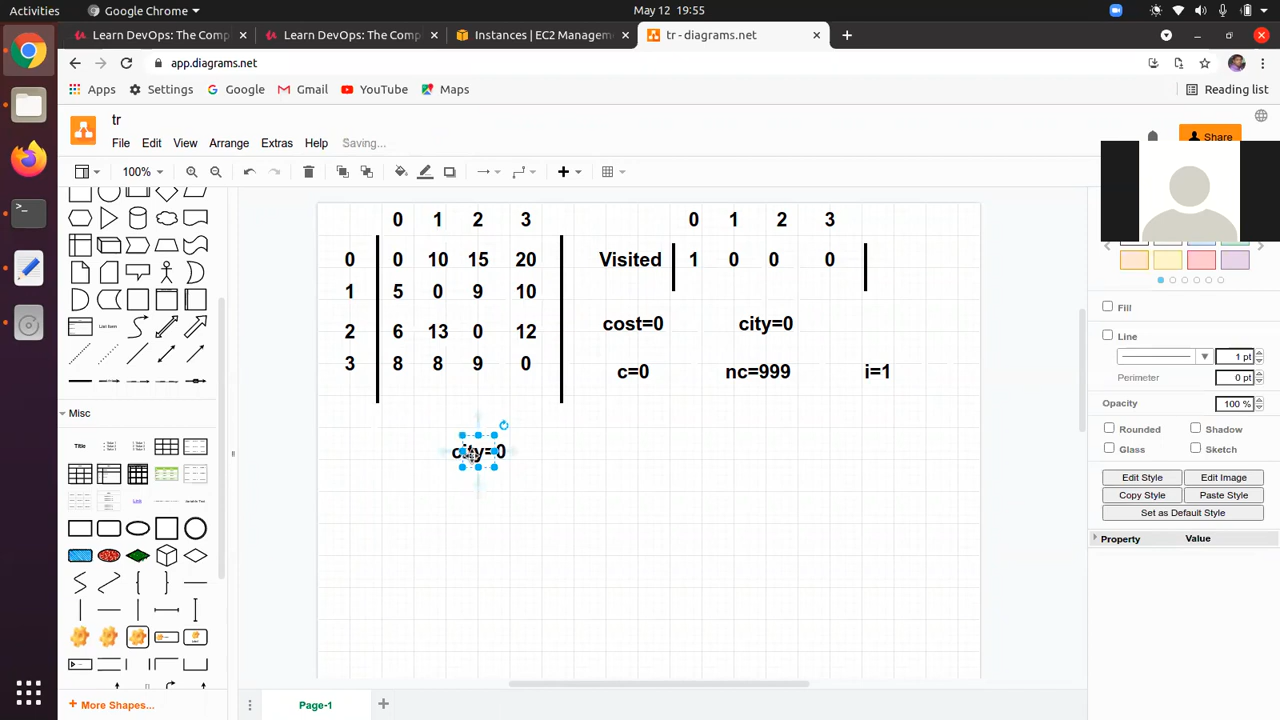 Activities
Google Chrome
May 12 19:55
Learn DevOps: The Comp
Learn DevOps: The Comp
Instances | EC2 Managem
tr - diagrams.net
app.diagrams.net
Apps
Settings
Google
Gmail
YouTube
Maps
Reading list
tr
File
Edit
View
Arrange
Extras
Help
Saving...
Share
100%
0 1 2 3
0 0 10 15 20
1 5 0 9 10
2 6 13 0 12
3 8 8 9 0
0 1 2 3
Visited 1 0 0 0
cost=0 city=0
c=0 nc=999 i=1
city=0
Misc
Title
More Shapes...
Page-1
Fill
Line
1 pt
Perimeter
0 pt
Opacity
100 %
Rounded
Shadow
Glass
Sketch
Edit Style
Edit Image
Copy Style
Paste Style
Set as Default Style
Property
Value